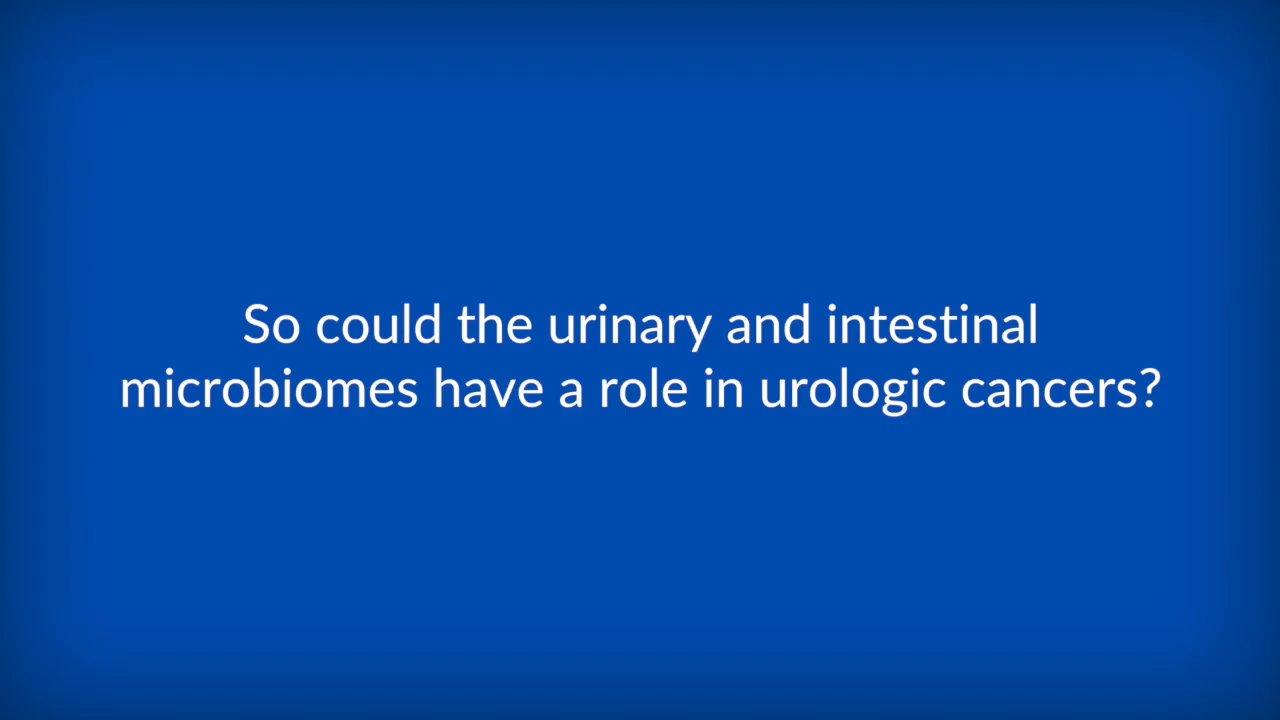 So could the urinary and intestinal
microbiomes have a role in urologic cancers?